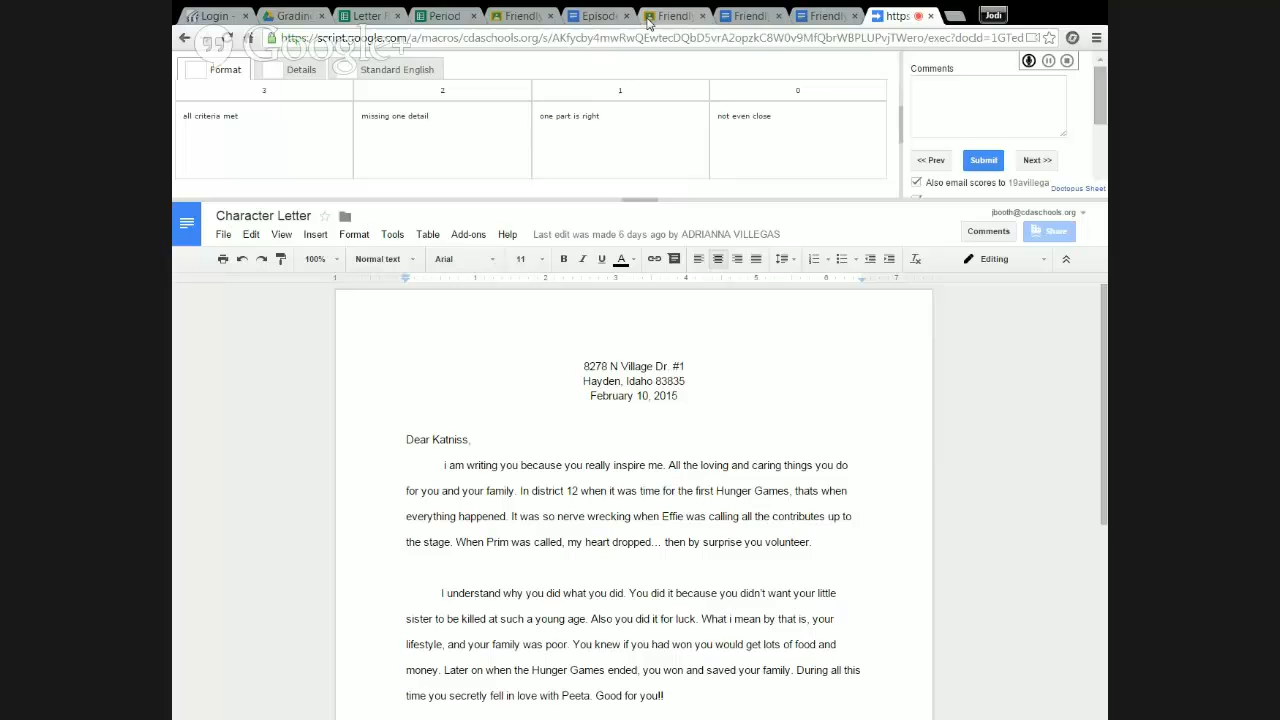 Login - Gradin Letter Period Friendly Episod Friendly Friendl Friendl https Jodi
https://script.google.com/a/macros/cdaschools.org/s/
Google+
Format Details Standard English
3 2 1 0
all criteria met missing one detail one part is right not even close
Comments
<< Prev Submit Next >>
Also email scores to 19avillega
Doctopus Sheet
Character Letter
jbooth@cdaschools.org
File Edit View Insert Format Tools Table Add-ons Help Last edit was made 6 days ago by ADRIANNA VILLEGAS
Comments Share
100% Normal text Arial 11 B I U A Editing
1 1 2 3 4 5 6 7
8278 N Village Dr. #1
Hayden, Idaho 83835
February 10, 2015
Dear Katniss,
i am writing you because you really inspire me. All the loving and caring things you do
for you and your family. In district 12 when it was time for the first Hunger Games, thats when
everything happened. It was so nerve wrecking when Effie was calling all the contributes up to
the stage. When Prim was called, my heart dropped… then by surprise you volunteer.
I understand why you did what you did. You did it because you didn't want your little
sister to be killed at such a young age. Also you did it for luck. What i mean by that is, your
lifestyle, and your family was poor. You knew if you had won you would get lots of food and
money. Later on when the Hunger Games ended, you won and saved your family. During all this
time you secretly fell in love with Peeta. Good for you!!